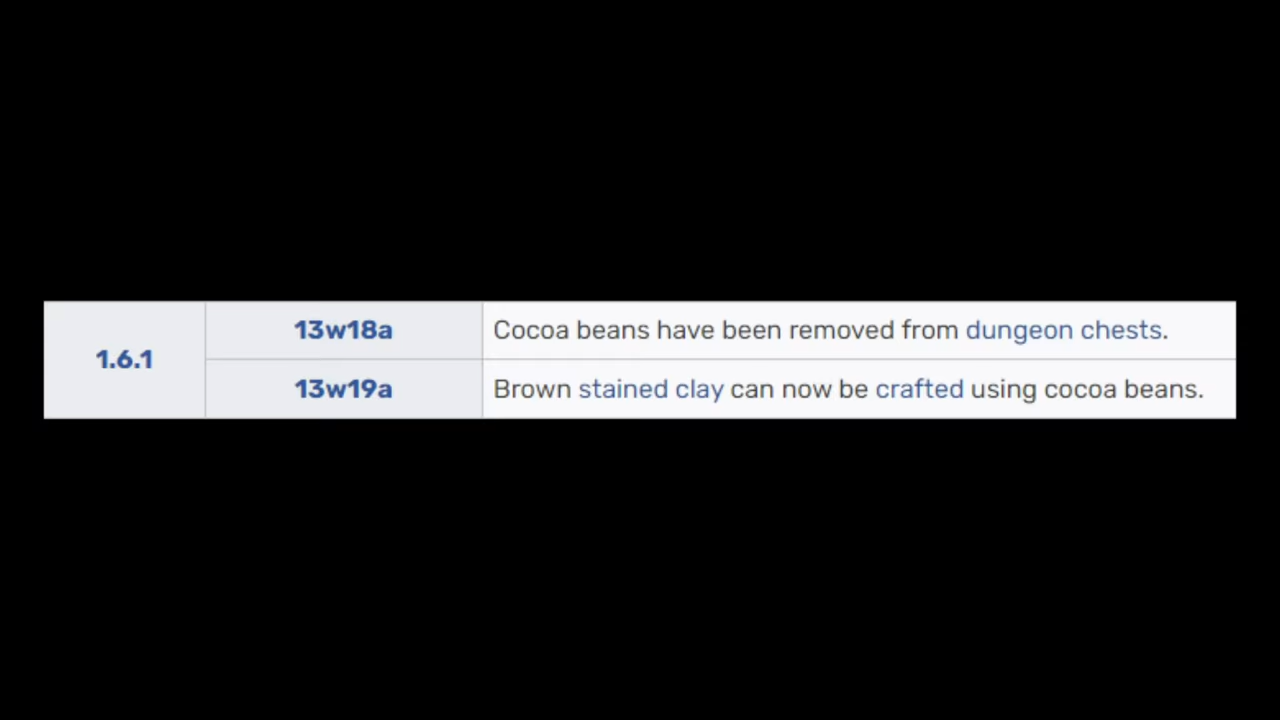 1.6.1
13w18a Cocoa beans have been removed from dungeon chests.
13w19a Brown stained clay can now be crafted using cocoa beans.